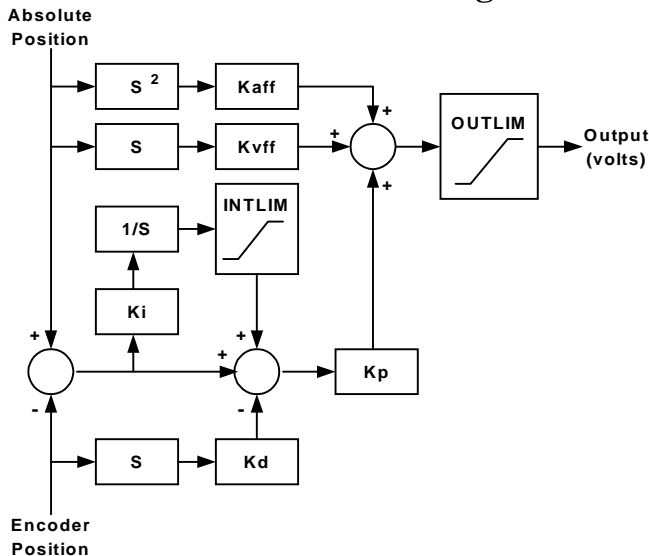 Absolute
Position
S 2
Kaff
+
S
Kvff
+
OUTLIM
Output
(volts)
+
1/S
INTLIM
Ki
+
+
+
Kp
-
-
S
Kd
Encoder
Position